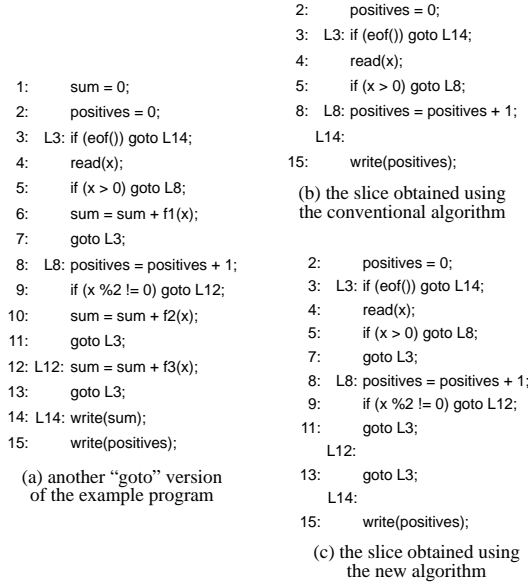 1: sum = 0;
2: positives = 0;
3: L3: if (eof()) goto L14;
4: read(x);
5: if (x > 0) goto L8;
6: sum = sum + f1(x);
7: goto L3;
8: L8: positives = positives + 1;
9: if (x %2 != 0) goto L12;
10: sum = sum + f2(x);
11: goto L3;
12: L12: sum = sum + f3(x);
13: goto L3;
14: L14: write(sum);
15: write(positives);
(a) another “goto” version
of the example program
2: positives = 0;
3: L3: if (eof()) goto L14;
4: read(x);
5: if (x > 0) goto L8;
8: L8: positives = positives + 1;
L14:
15: write(positives);
(b) the slice obtained using
the conventional algorithm
2: positives = 0;
3: L3: if (eof()) goto L14;
4: read(x);
5: if (x > 0) goto L8;
7: goto L3;
8: L8: positives = positives + 1;
9: if (x %2 != 0) goto L12;
11: goto L3;
L12:
13: goto L3;
L14:
15: write(positives);
(c) the slice obtained using
the new algorithm